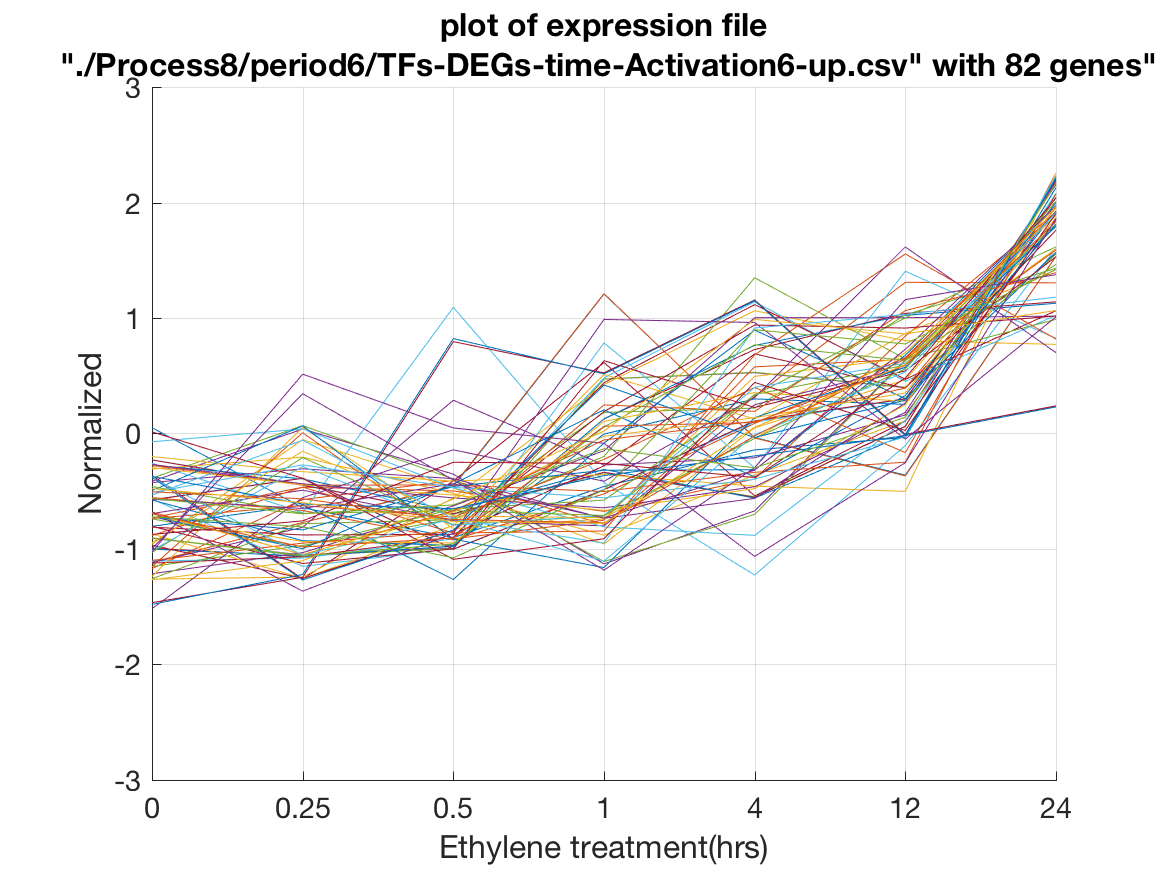 plot of expression file
"./Process8/period6/TFs-DEGs-time-Activation6-up.csv" with 82 genes"
3
2
1
0
-1
-2
-3
Normalized
0 0.25 0.5 1 4 12 24
Ethylene treatment(hrs)